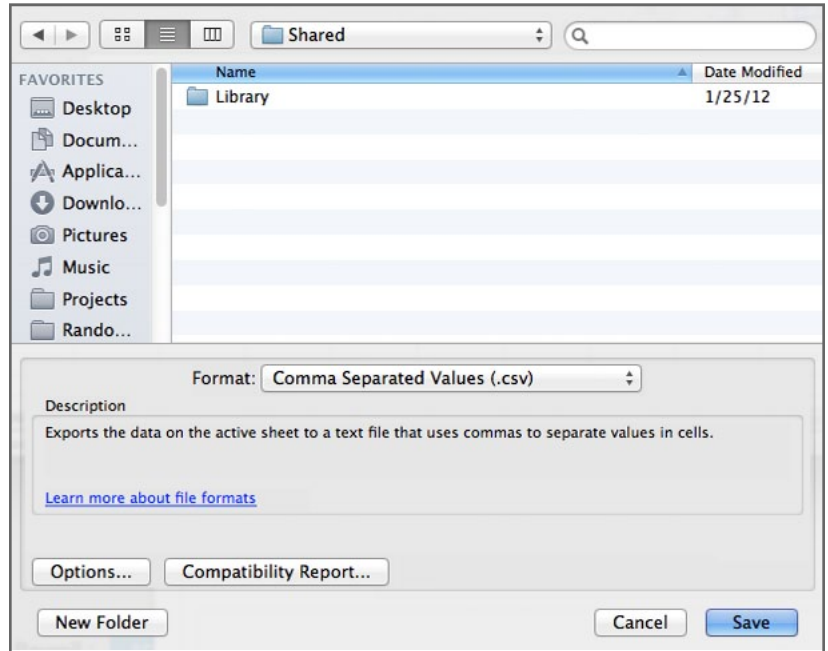 Shared
FAVORITES
Desktop
Docum...
Applica...
Downlo...
Pictures
Music
Projects
Rando...
Name Date Modified
Library 1/25/12
Format: Comma Separated Values (.csv)
Description
Exports the data on the active sheet to a text file that uses commas to separate values in cells.
Learn more about file formats
Options... Compatibility Report...
New Folder Cancel Save